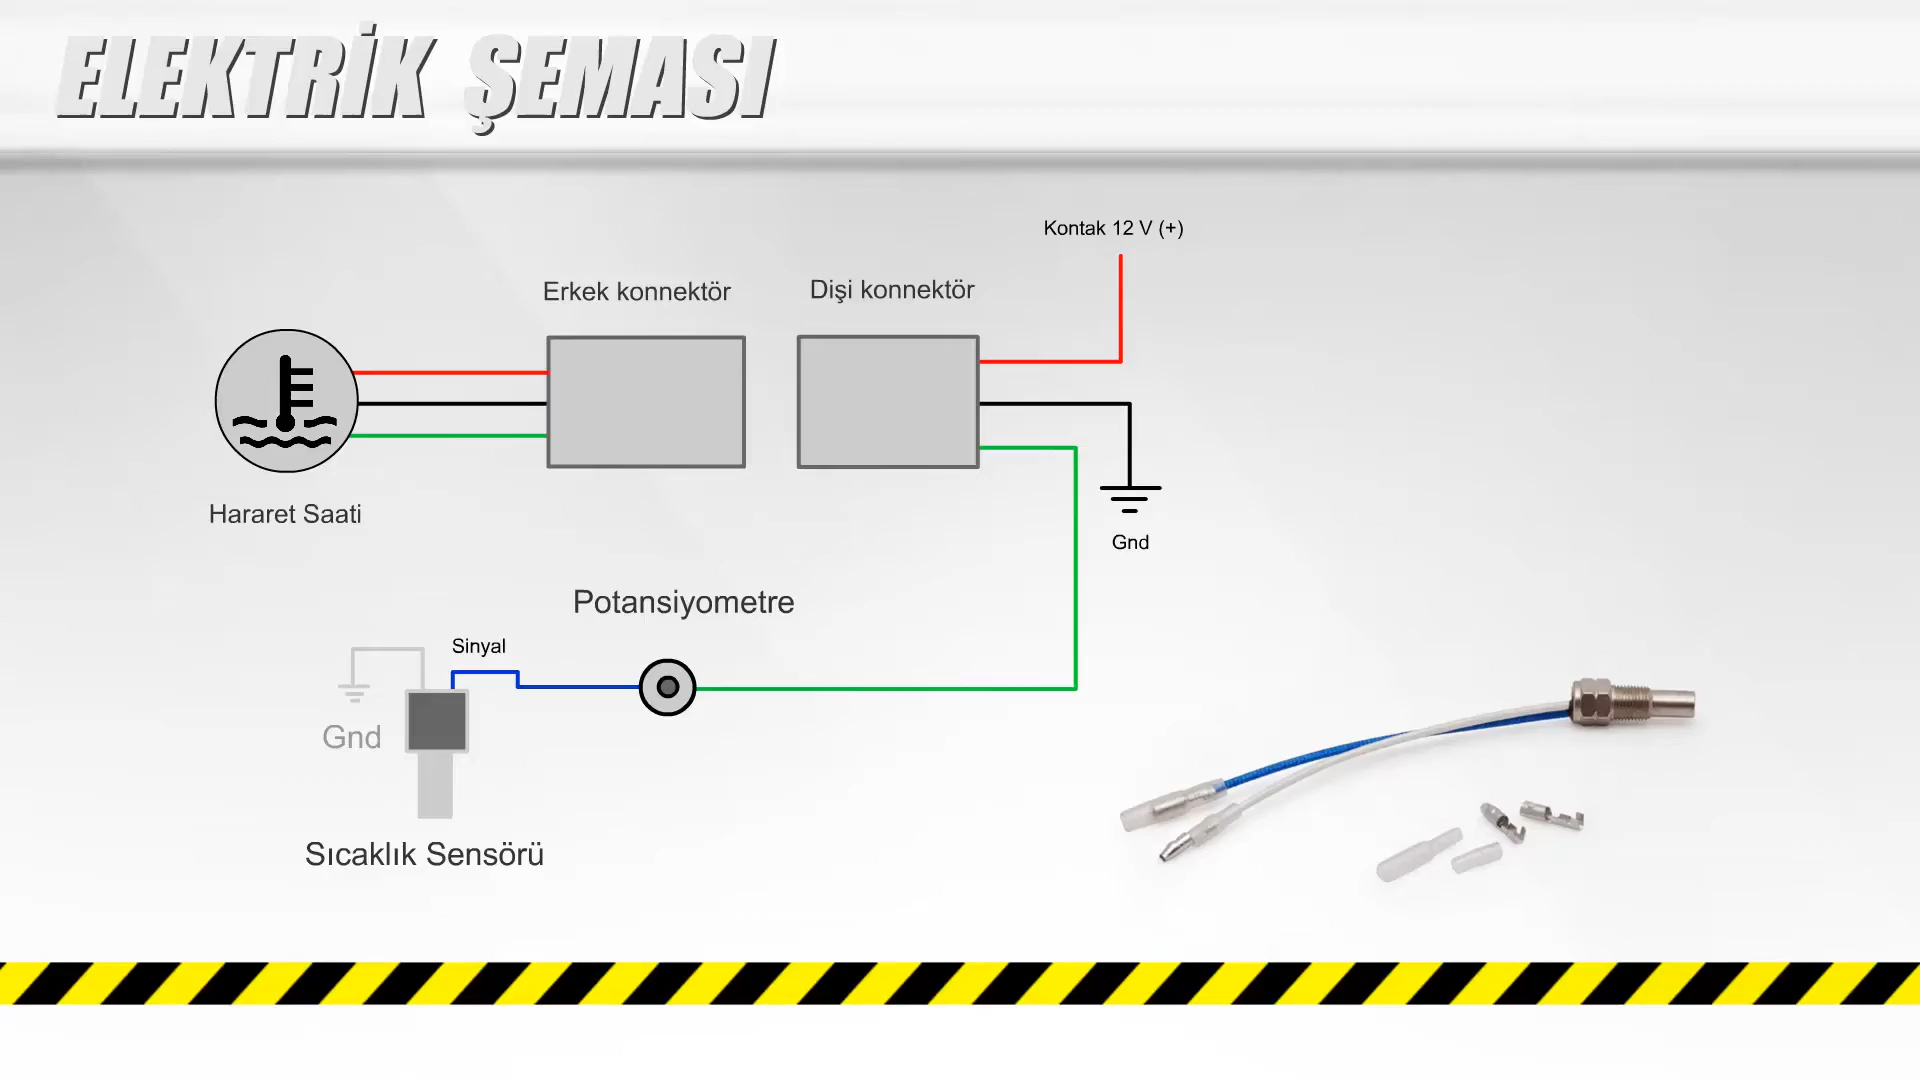 ELEKTRİK ŞEMASI
Kontak 12 V (+)
Erkek konnektör
Dişi konnektör
Hararet Saati
Gnd
Potansiyometre
Sinyal
Gnd
Sıcaklık Sensörü